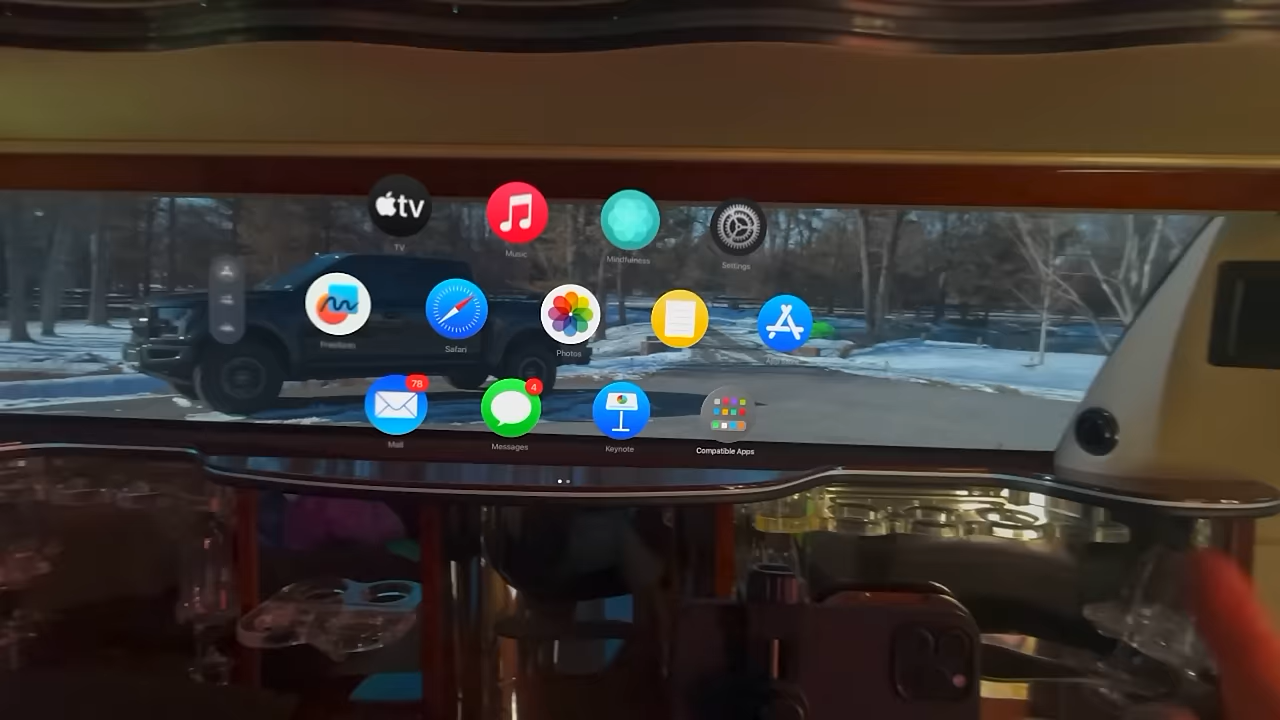 tv
TV
Music
Mindfulness
Settings
Freeform
Safari
Photos
78
4
Mail
Messages
Keynote
Compatible Apps